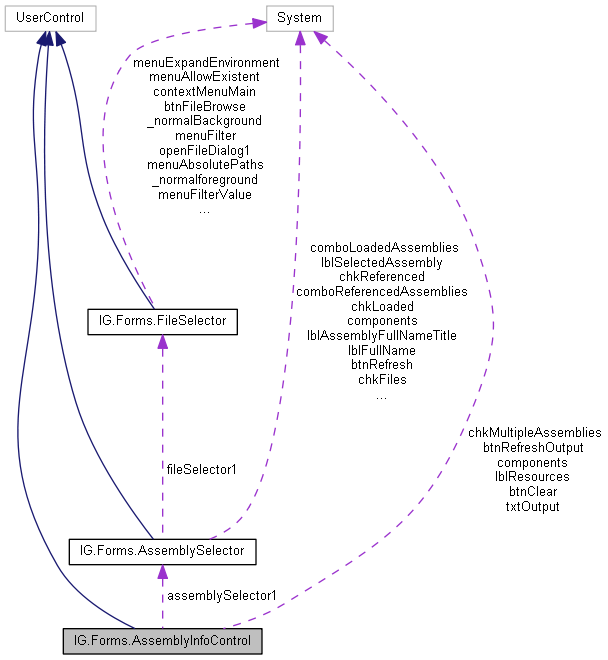 UserControl
System
menuExpandEnvironment
menuAllowExistent
contextMenuMain
btnFileBrowse
_normalBackground
menuFilter
openFileDialog1
menuAbsolutePaths
_normalforeground
menuFilterValue
...
comboLoadedAssemblies
lblSelectedAssembly
chkReferenced
comboReferencedAssemblies
chkLoaded
components
lblAssemblyFullNameTitle
lblFullName
btnRefresh
chkFiles
...
IG.Forms.FileSelector
chkMultipleAssemblies
btnRefreshOutput
components
lblResources
btnClear
txtOutput
fileSelector1
IG.Forms.AssemblySelector
assemblySelector1
IG.Forms.AssemblyInfoControl